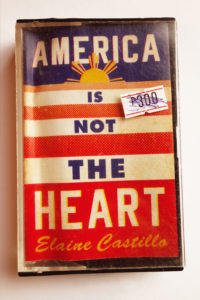 AMERICA
₱300
IS
NOT
THE
HEART
Elaine Castillo